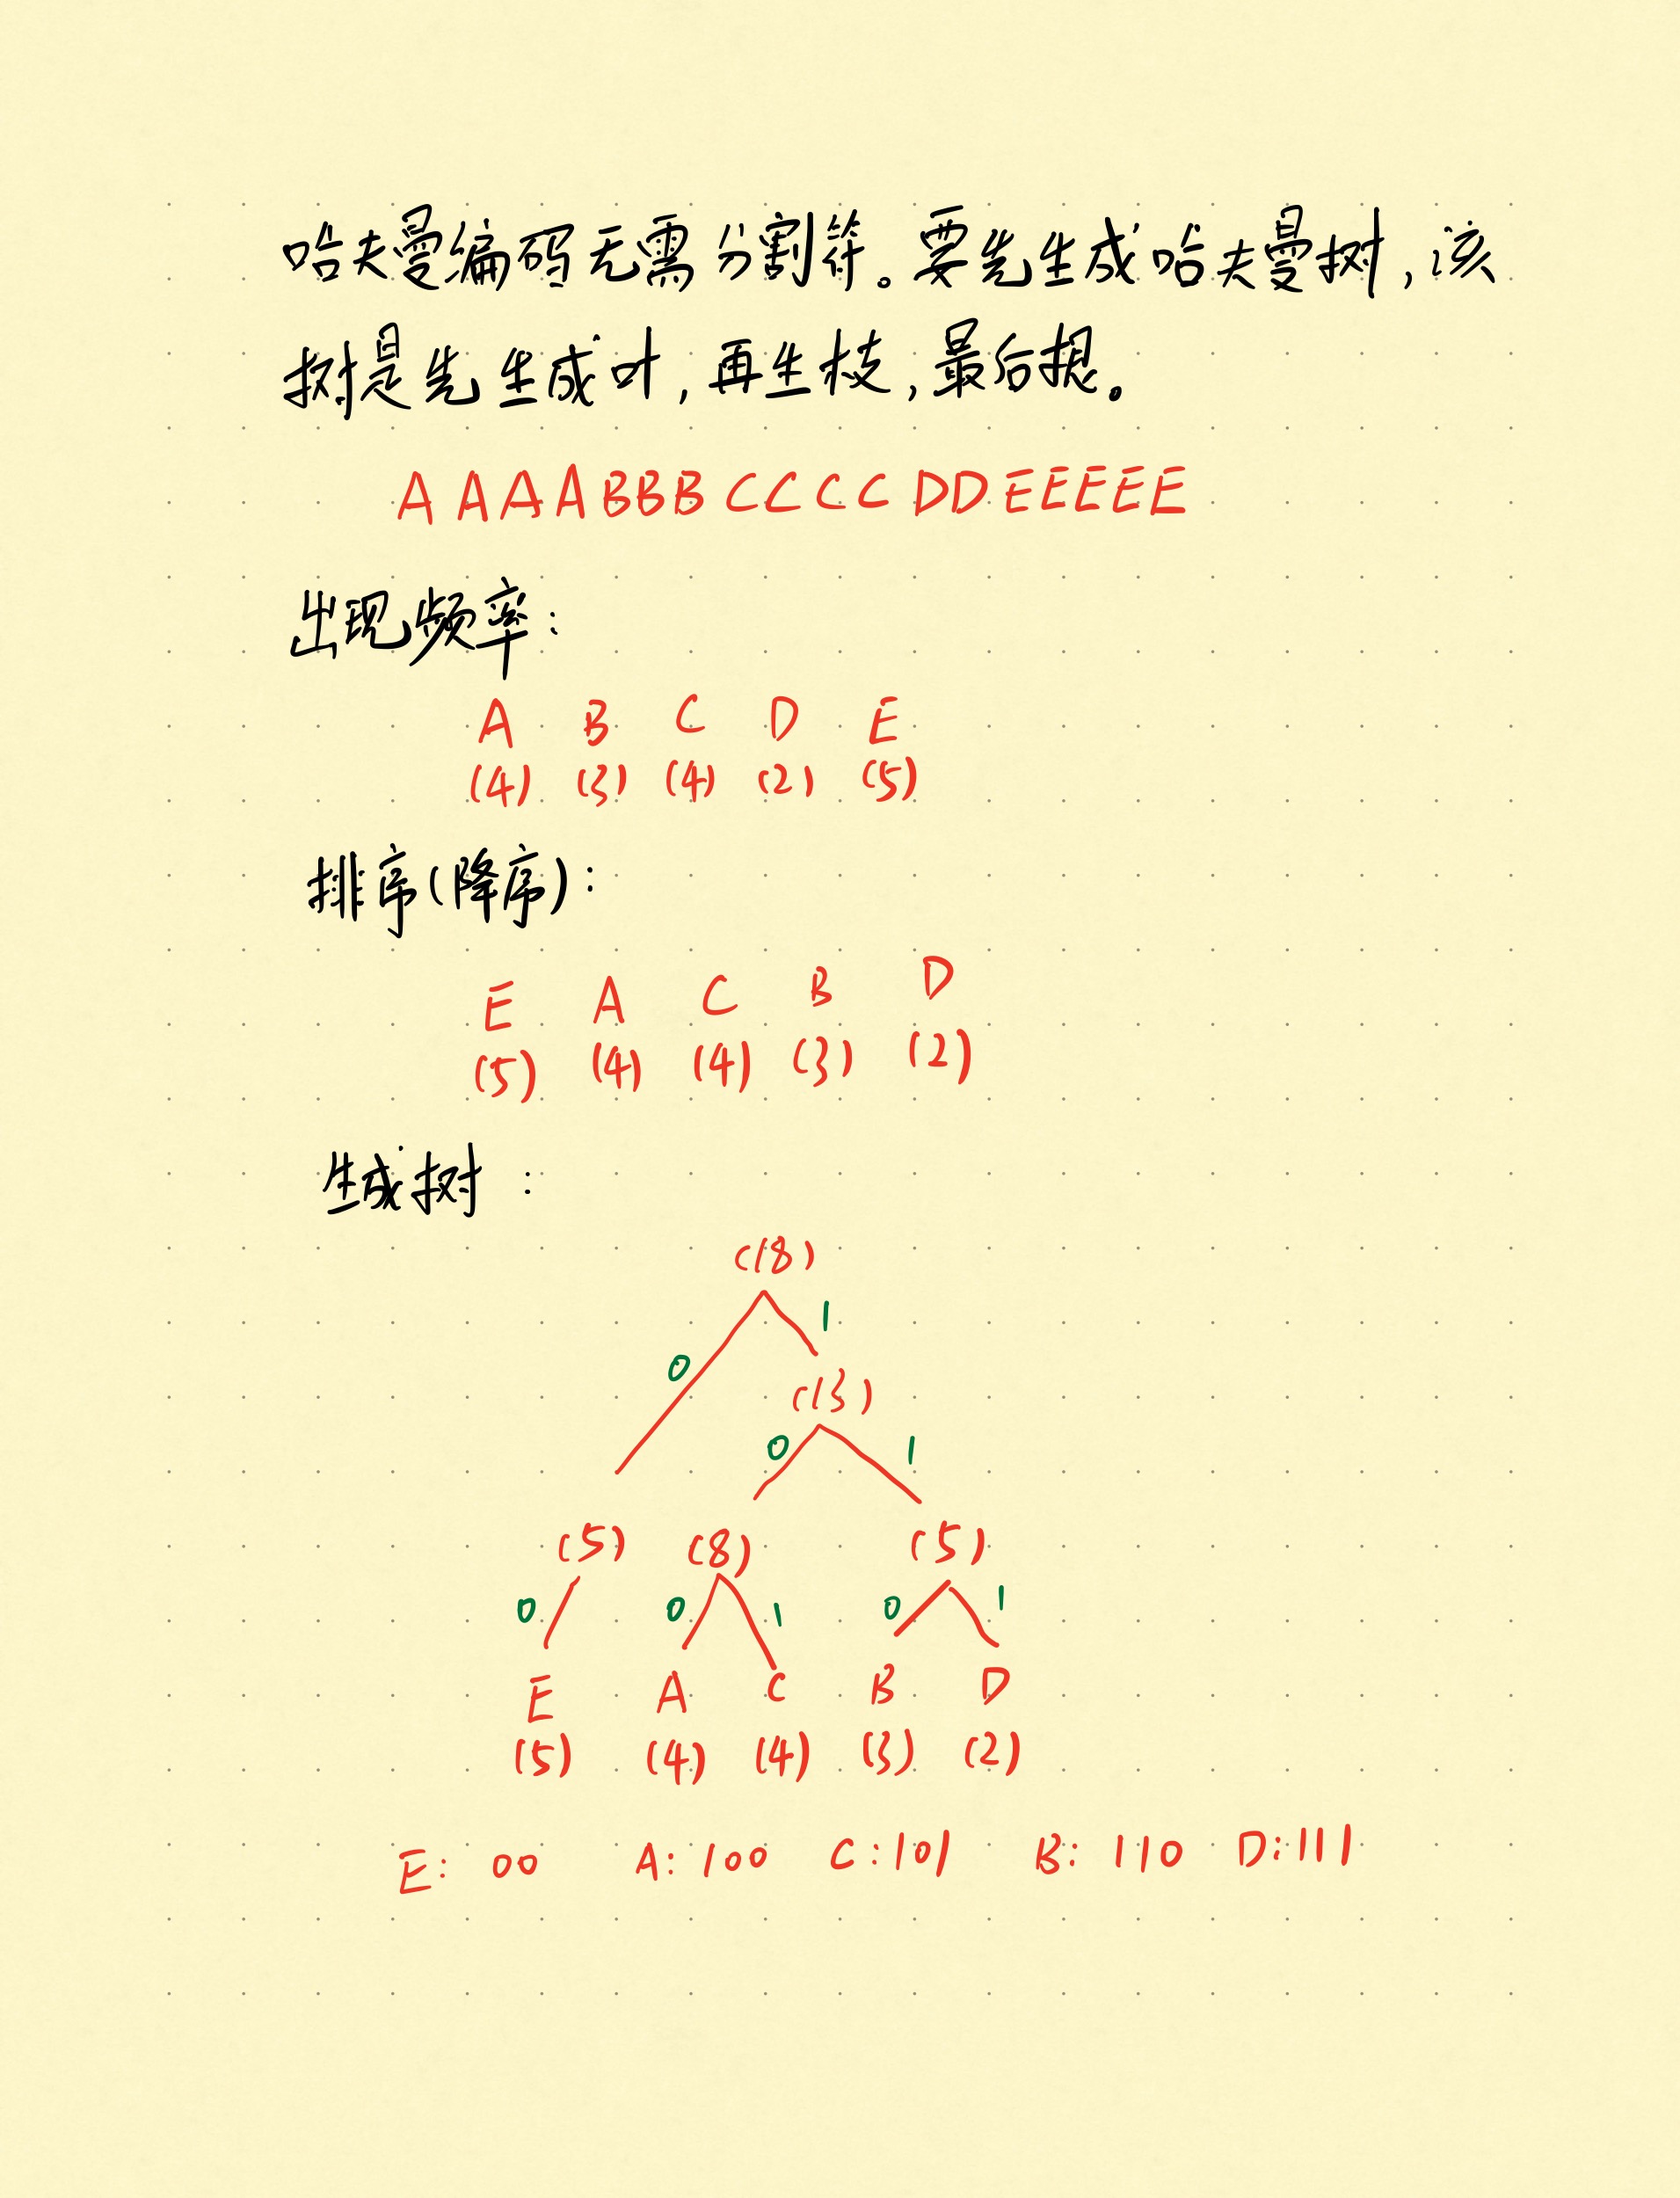 哈夫曼编码无需分割符。要先生成哈夫曼树,该
树是先生成叶,再生枝,最后根。
A A A A B B B C C C C D D E E E E E
出现频率:
A B C D E
(4) (3) (4) (2) (5)
排序(降序):
E A C B D
(5) (4) (4) (3) (2)
生成树:
(18)
0 1
(13)
0 1
(5) (8) (5)
0 0 1 0 1
E A C B D
(5) (4) (4) (3) (2)
E: 00 A: 100 C: 101 B: 110 D: 111